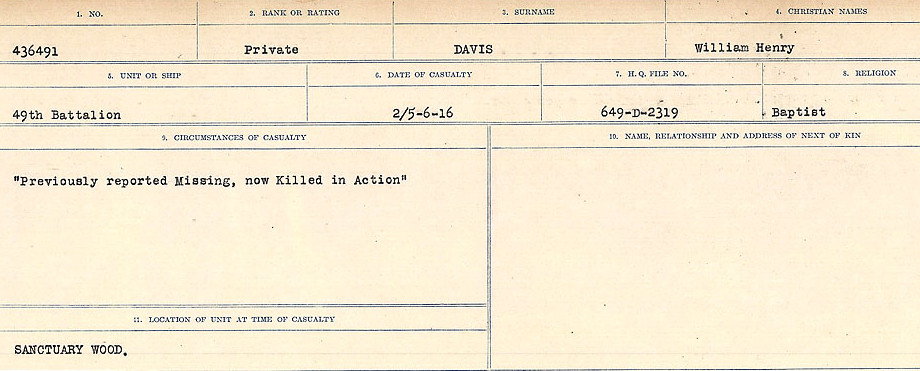 1. NO.
2. RANK OR RATING
3. SURNAME
4. CHRISTIAN NAMES
436491
Private
DAVIS
William Henry
5. UNIT OR SHIP
6. DATE OF CASUALTY
7. H. Q. FILE NO.
8. RELIGION
49th Battalion
2/5-6-16
649-D-2319
Baptist
9. CIRCUMSTANCES OF CASUALTY
10. NAME, RELATIONSHIP AND ADDRESS OF NEXT OF KIN
"Previously reported Missing, now Killed in Action"
11. LOCATION OF UNIT AT TIME OF CASUALTY
SANCTUARY WOOD.